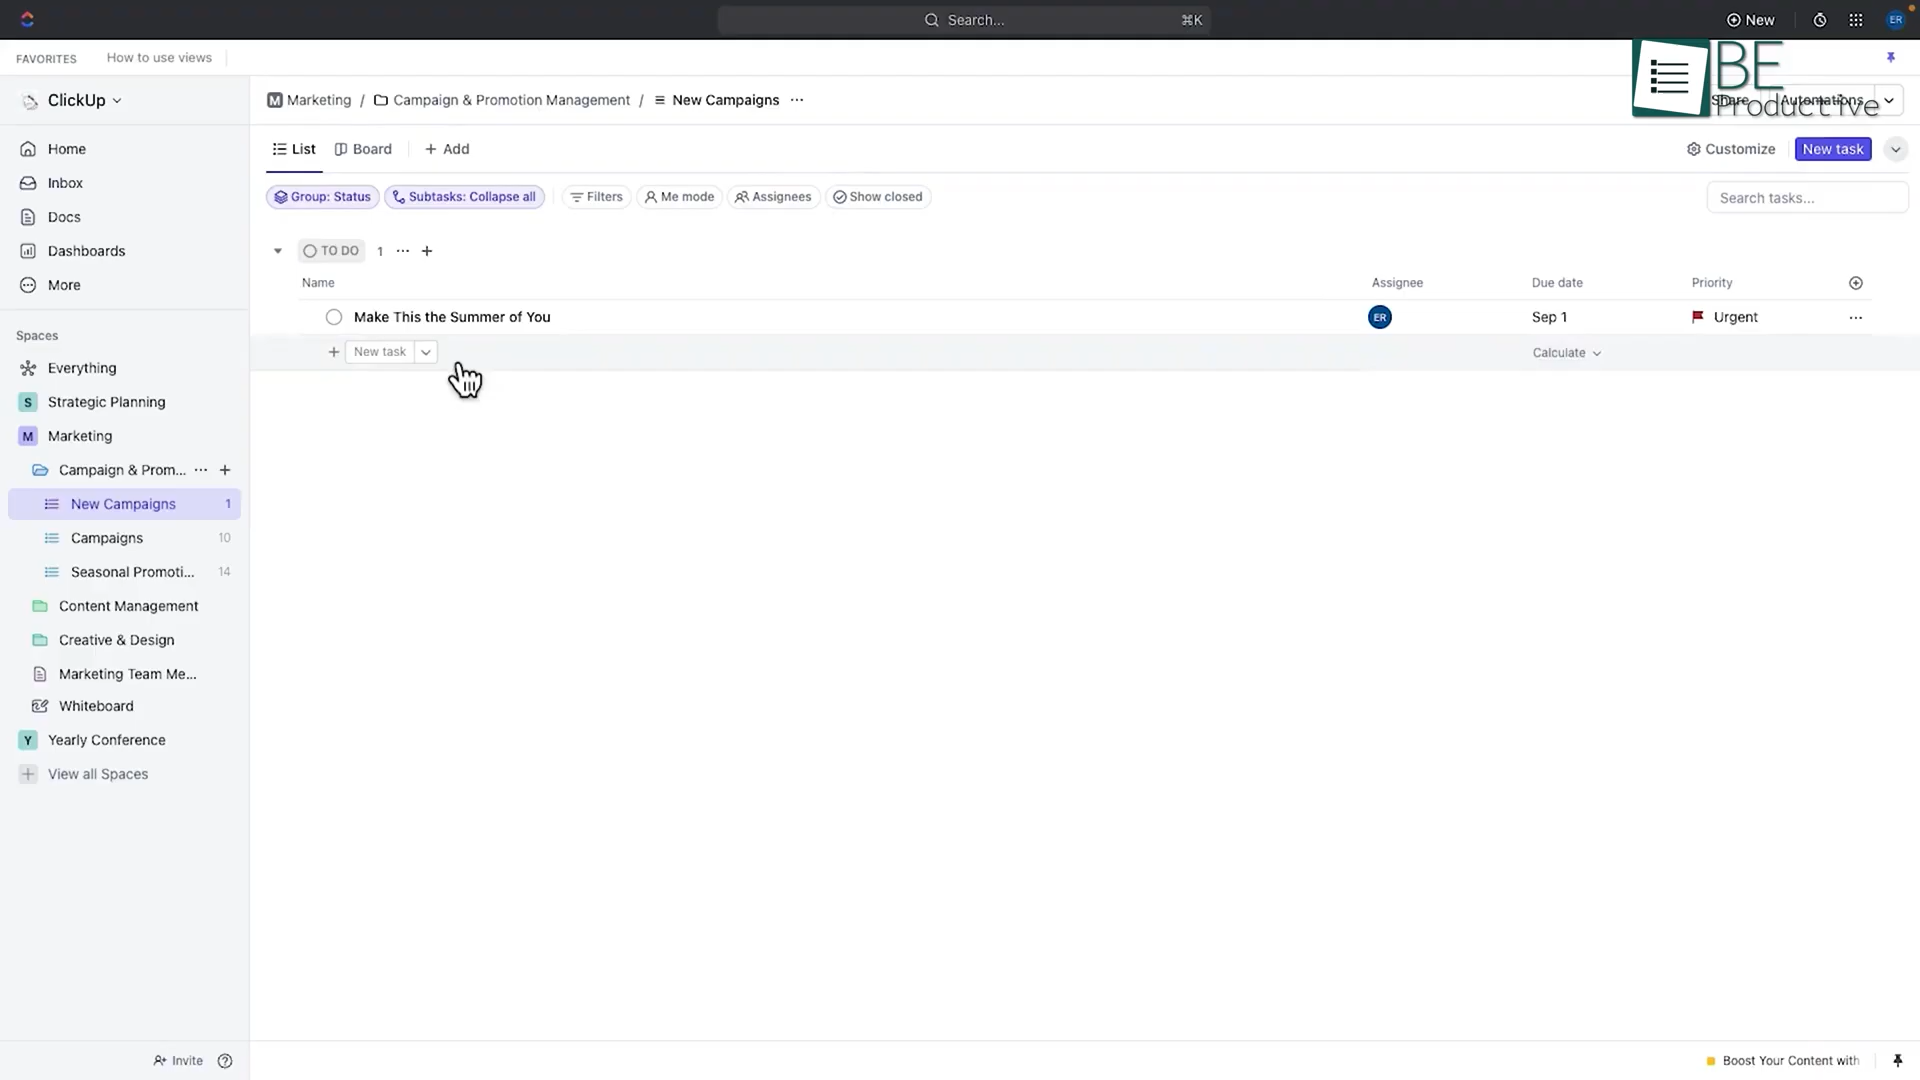 Search...
⌘K
New
ER
FAVORITES
How to use views
BE
Productive
ClickUp
Marketing / Campaign & Promotion Management / New Campaigns ...
Share
Automations
Home
Inbox
Docs
Dashboards
More
List
Board
+ Add
Customize
New task
Group: Status
Subtasks: Collapse all
Filters
Me mode
Assignees
Show closed
Search tasks...
TO DO 1 ... +
Name
Assignee
Due date
Priority
Make This the Summer of You
ER
Sep 1
Urgent
...
+ New task
Calculate
Spaces
Everything
S Strategic Planning
M Marketing
Campaign & Prom... ... +
New Campaigns 1
Campaigns 10
Seasonal Promoti... 14
Content Management
Creative & Design
Marketing Team Me...
Whiteboard
Y Yearly Conference
+ View all Spaces
Invite
?
Boost Your Content with